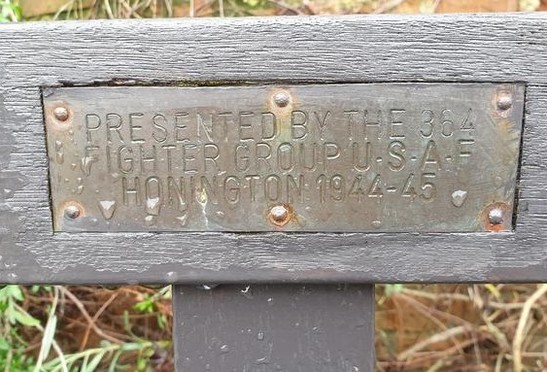 PRESENTED BY THE 364
FIGHTER GROUP U·S·A·F
HONINGTON 1944-45